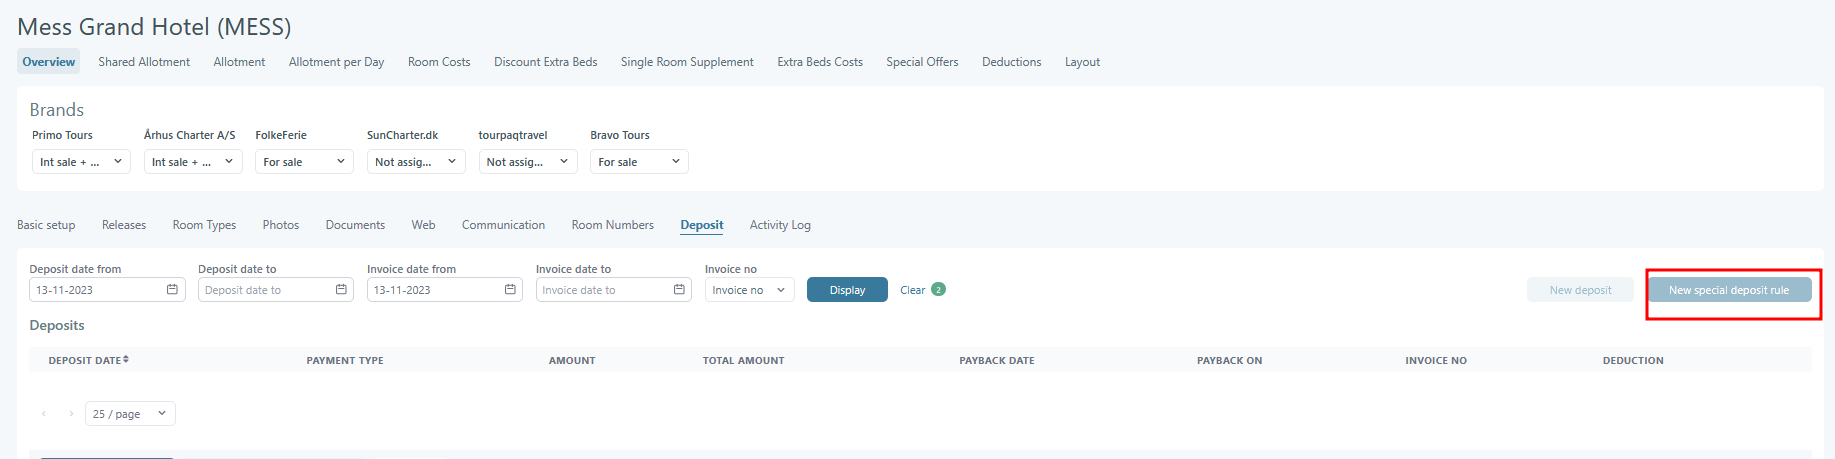 Mess Grand Hotel (MESS)
Overview Shared Allotment Allotment Allotment per Day Room Costs Discount Extra Beds Single Room Supplement Extra Beds Costs Special Offers Deductions Layout
Brands
Primo Tours Århus Charter A/S FolkeFerie SunCharter.dk tourpaqtravel Bravo Tours
Int sale + ... Int sale + ... For sale Not assig... Not assig... For sale
Basic setup Releases Room Types Photos Documents Web Communication Room Numbers Deposit Activity Log
Deposit date from Deposit date to Invoice date from Invoice date to Invoice no
13-11-2023 Deposit date to 13-11-2023 Invoice date to Invoice no Display Clear 2 New deposit New special deposit rule
Deposits
DEPOSIT DATE PAYMENT TYPE AMOUNT TOTAL AMOUNT PAYBACK DATE PAYBACK ON INVOICE NO DEDUCTION
25 / page